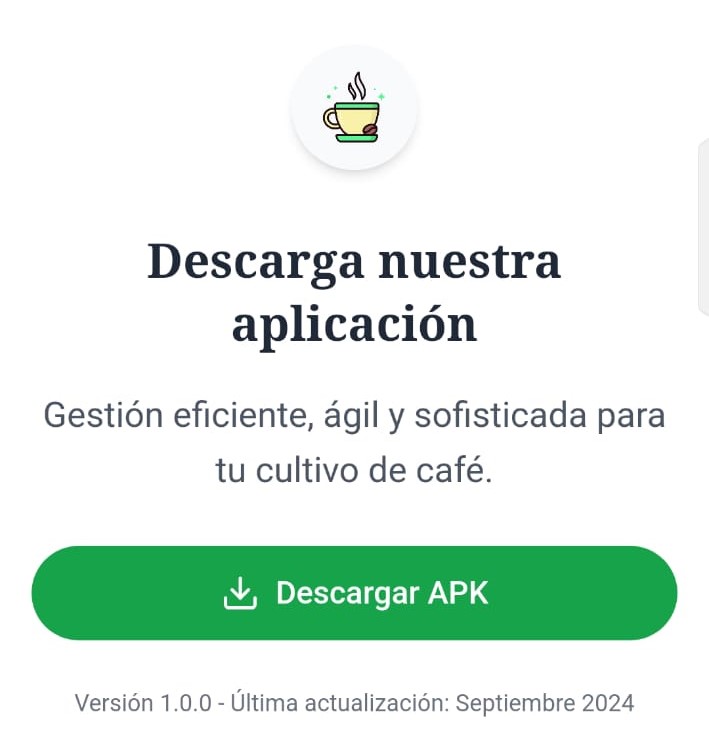 Descarga nuestra
aplicación
Gestión eficiente, ágil y sofisticada para
tu cultivo de café.
Descargar APK
Versión 1.0.0 - Última actualización: Septiembre 2024